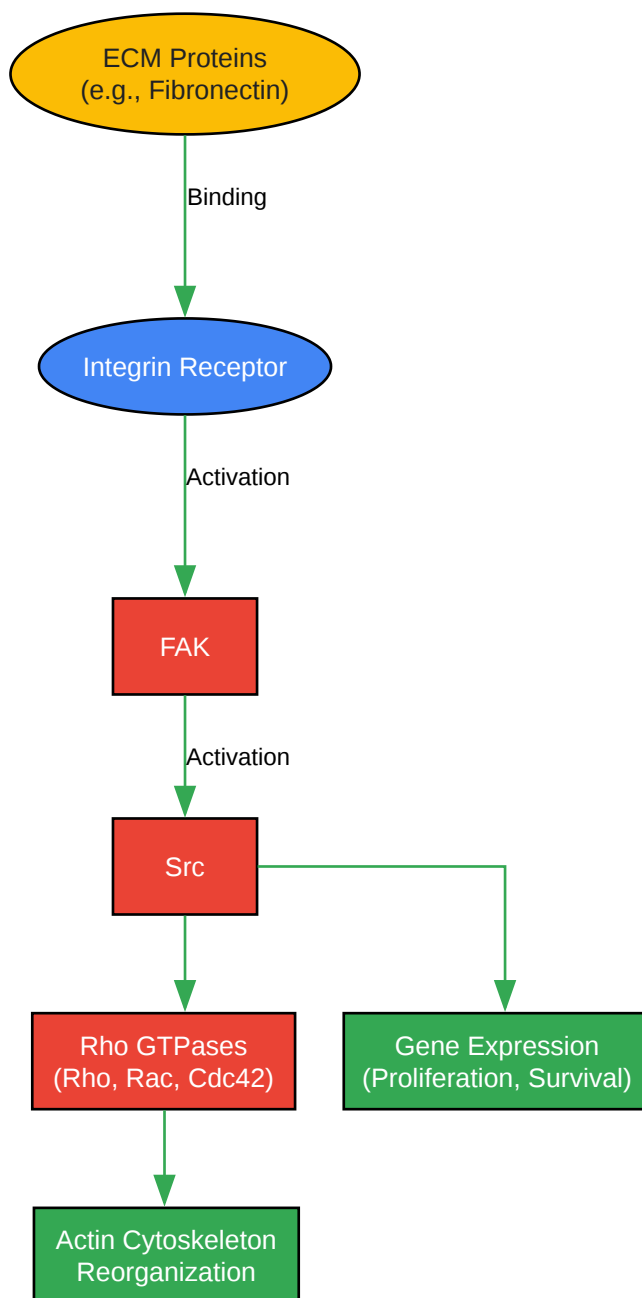 ECM Proteins
(e.g., Fibronectin)
Binding
Integrin Receptor
Activation
FAK
Activation
Src
Rho GTPases
(Rho, Rac, Cdc42)
Gene Expression
(Proliferation, Survival)
Actin Cytoskeleton
Reorganization